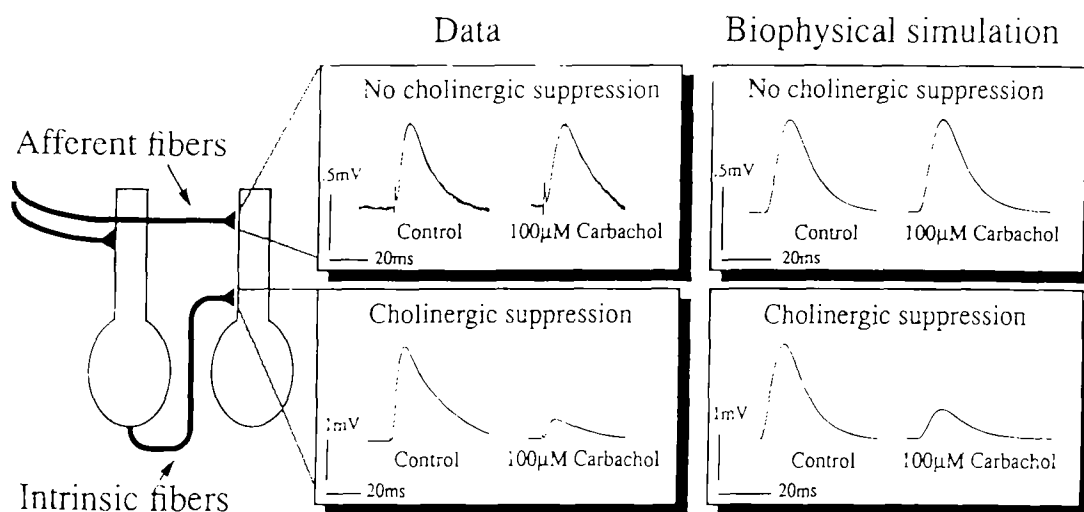 Data
Biophysical simulation
Afferent fibers
Intrinsic fibers
No cholinergic suppression
.5mV
Control
100μM Carbachol
20ms
No cholinergic suppression
.5mV
Control
100μM Carbachol
20ms
Cholinergic suppression
1mV
Control
100μM Carbachol
20ms
Cholinergic suppression
1mV
Control
100μM Carbachol
20ms